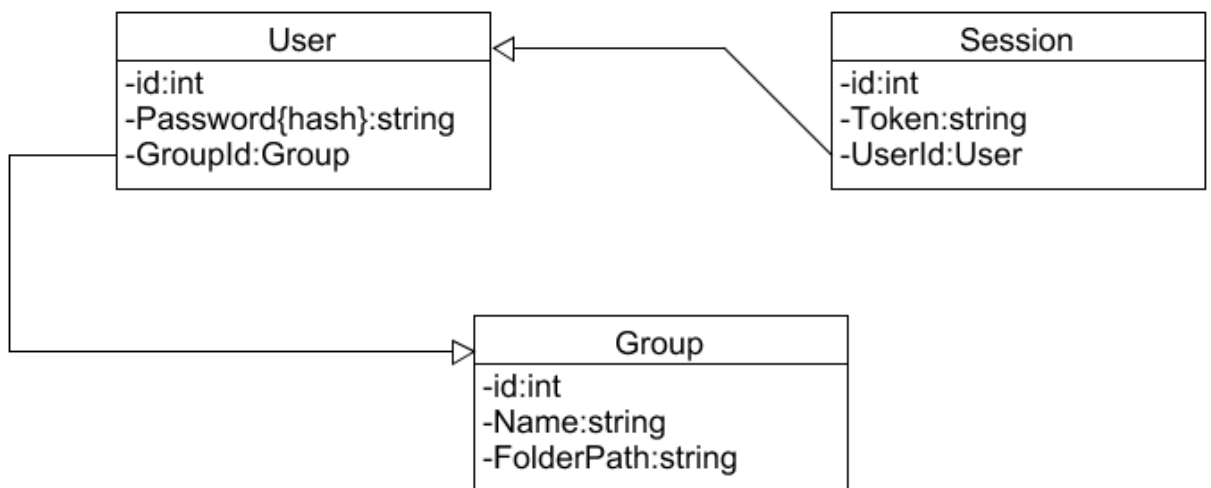 User
-id:int
-Password{hash}:string
-GroupId:Group
Session
-id:int
-Token:string
-UserId:User
Group
-id:int
-Name:string
-FolderPath:string